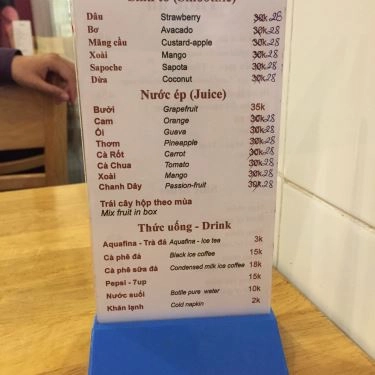 Sinh tố (Smoothie)
Dâu Strawberry 30k 28
Bơ Avacado 30k 28
Mãng cầu Custard-apple 30k 28
Xoài Mango 30k 28
Sapoche Sapota 30k 28
Dừa Coconut 30k 28
Nước ép (Juice)
Bưởi Grapefruit 35k
Cam Orange 30k 28
Ổi Guava 30k 28
Thơm Pineapple 30k 28
Cà Rốt Carrot 30k 28
Cà Chua Tomato 30k 28
Xoài Mango 30k 28
Chanh Dây Passion-fruit 30k 28
Trái cây hộp theo mùa
Mix fruit in box
Thức uống - Drink
Aquafina - Trà đá Aquafina - Ice tea 3k
Cà phê đá Black ice coffee 15k
Cà phê sữa đá Condensed milk ice coffee 18k
Pepsi - 7up 15k
Nước suối Botlle pure water 10k
Khăn lạnh Cold napkin 2k